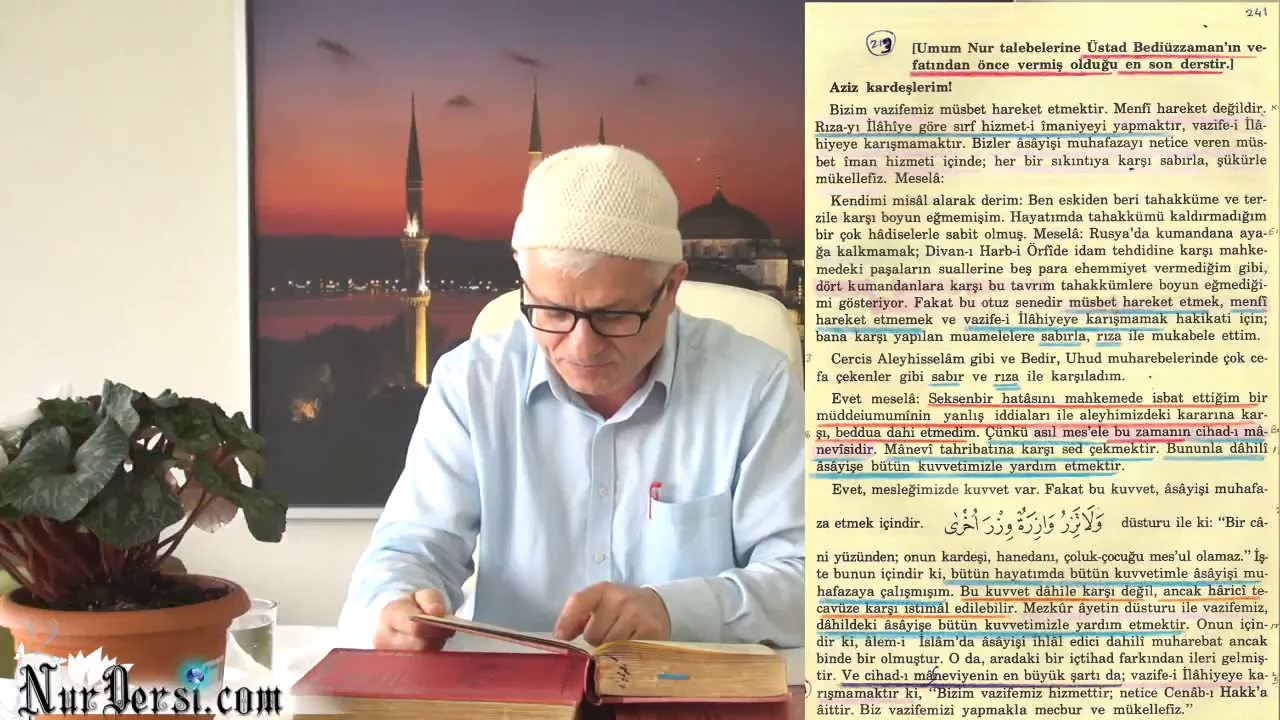 241
213
[Umum Nur talebelerine Üstad Bediüzzaman'ın ve-
fatından önce vermiş olduğu en son derstir.]
Aziz kardeşlerim!
Bizim vazifemiz müsbet hareket etmektir. Menfî hareket değildir.
Rıza-yı İlâhîye göre sırf hizmet-i îmaniyeyi yapmaktır, vazife-i İlâ-
hiyeye karışmamaktır. Bizler âsâyişi muhafazayı netice veren müs-
bet îman hizmeti içinde; her bir sıkıntıya karşı sabırla, şükürle
mükellefiz. Meselâ:
Kendimi misâl alarak derim: Ben eskiden beri tahakküme ve ter-
zile karşı boyun eğmemişim. Hayatımda tahakkümü kaldırmadığım
bir çok hâdiselerle sabit olmuş. Meselâ: Rusya'da kumandana aya-
ğa kalkmamak; Divan-ı Harb-i Örfîde idam tehdidine karşı mahke-
medeki paşaların suallerine beş para ehemmiyet vermediğim gibi,
dört kumandanlara karşı bu tavrım tahakkümlere boyun eğmediği-
mi gösteriyor. Fakat bu otuz senedir müsbet hareket etmek, menfî
hareket etmemek ve vazife-i İlâhiyeye karışmamak hakikati için;
bana karşı yapılan muamelelere sabırla, rıza ile mukabele ettim.
Cercis Aleyhisselâm gibi ve Bedir, Uhud muharebelerinde çok ce-
fa çekenler gibi sabır ve rıza ile karşıladım.
Evet meselâ: Seksenbir hatâsını mahkemede isbat ettiğim bir
müddeiumumînin yanlış iddiaları ile aleyhimizdeki kararına kar-
şı, beddua dahi etmedim. Çünkü asıl mes'ele bu zamanın cihad-ı mâ-
nevîsidir. Mânevî tahribatına karşı sed çekmektir. Bununla dâhilî
âsâyişe bütün kuvvetimizle yardım etmektir.
Evet, mesleğimizde kuvvet var. Fakat bu kuvvet, âsâyişi muhafa-
za etmek içindir. وَلَا تَزِرُ وَازِرَةٌ وِزْرَ اُخْرٰى düsturu ile ki: "Bir câ-
ni yüzünden; onun kardeşi, hanedanı, çoluk-çocuğu mes'ul olamaz." İş-
te bunun içindir ki, bütün hayatımda bütün kuvvetimle âsâyişi mu-
hafazaya çalışmışım. Bu kuvvet dâhile karşı değil, ancak hâricî te-
cavüze karşı istimâl edilebilir. Mezkûr âyetin düsturu ile vazifemiz,
dâhildeki âsâyişe bütün kuvvetimizle yardım etmektir. Onun için-
dir ki, âlem-i İslâm'da âsâyişi ihlâl edici dahilî muharebat ancak
binde bir olmuştur. O da, aradaki bir içtihad farkından ileri gelmiş-
tir. Ve cihad-ı mâneviyenin en büyük şartı da; vazife-i İlâhiyeye ka-
rışmamaktır ki, "Bizim vazifemiz hizmettir; netice Cenâb-ı Hakk'a
âittir. Biz vazifemizi yapmakla mecbur ve mükellefiz."
NurDersi.com